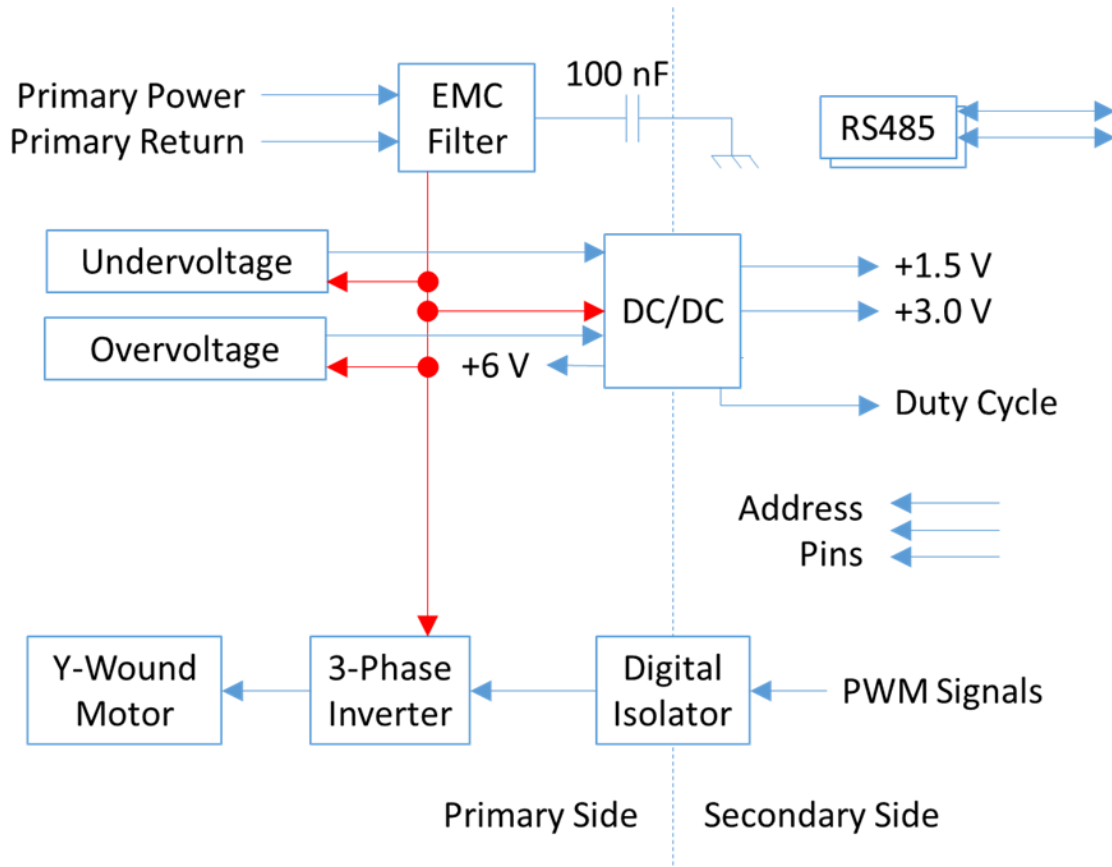 Primary Power
Primary Return
EMC
Filter
100 nF
RS485
Undervoltage
Overvoltage
+6 V
DC/DC
+1.5 V
+3.0 V
Duty Cycle
Address
Pins
Y-Wound
Motor
3-Phase
Inverter
Digital
Isolator
PWM Signals
Primary Side
Secondary Side